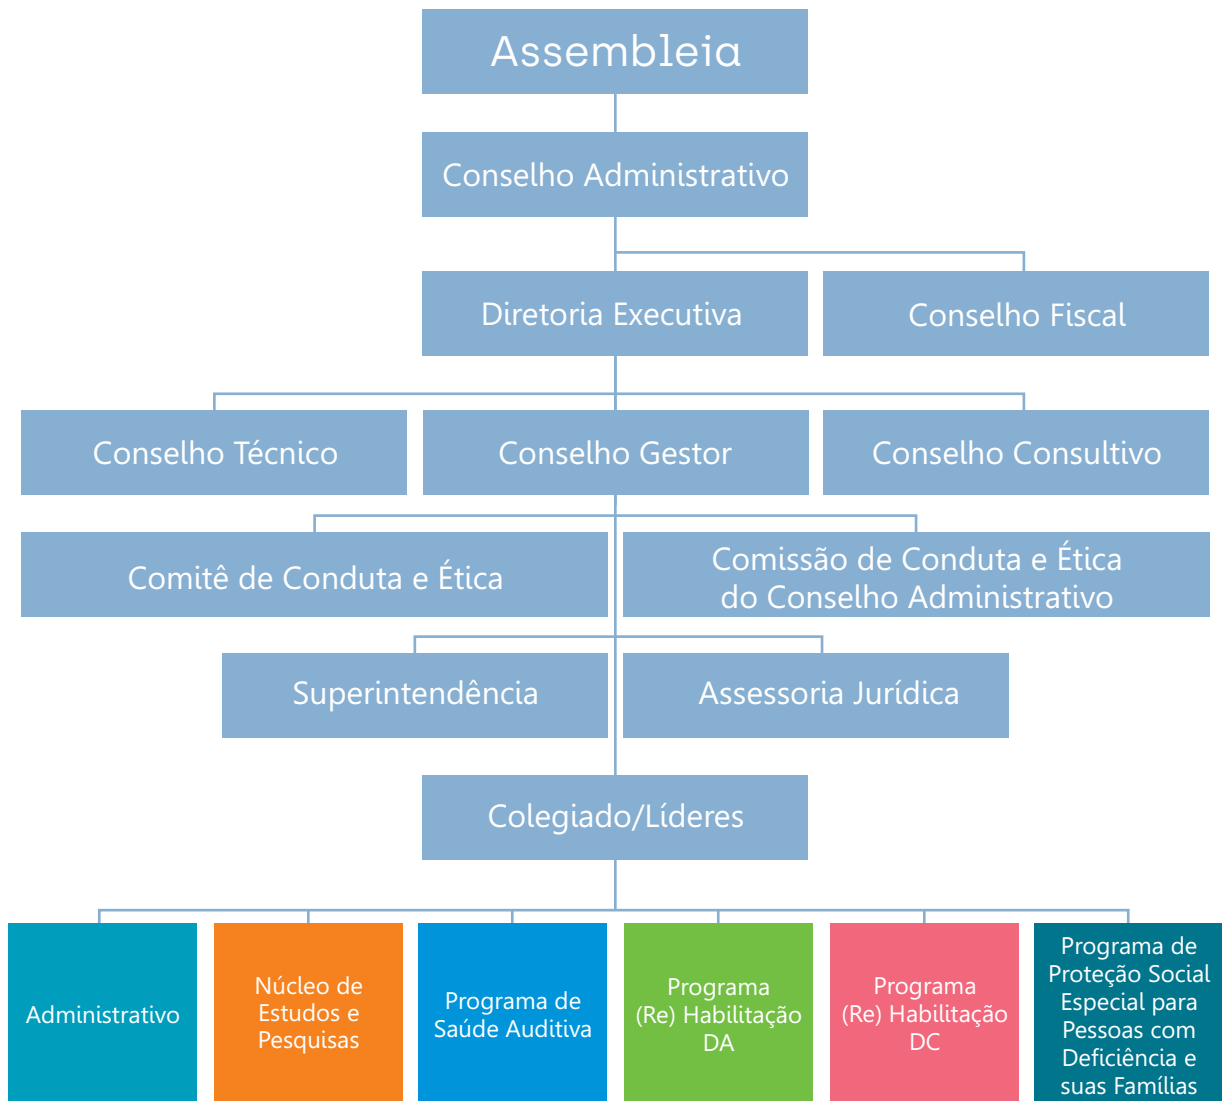 Assembleia
Conselho Administrativo
Diretoria Executiva
Conselho Fiscal
Conselho Técnico
Conselho Gestor
Conselho Consultivo
Comitê de Conduta e Ética
Comissão de Conduta e Ética
do Conselho Administrativo
Superintendência
Assessoria Jurídica
Colegiado/Líderes
Administrativo
Núcleo de
Estudos e
Pesquisas
Programa de
Saúde Auditiva
Programa
(Re) Habilitação
DA
Programa
(Re) Habilitação
DC
Programa de
Proteção Social
Especial para
Pessoas com
Deficiência e
suas Famílias